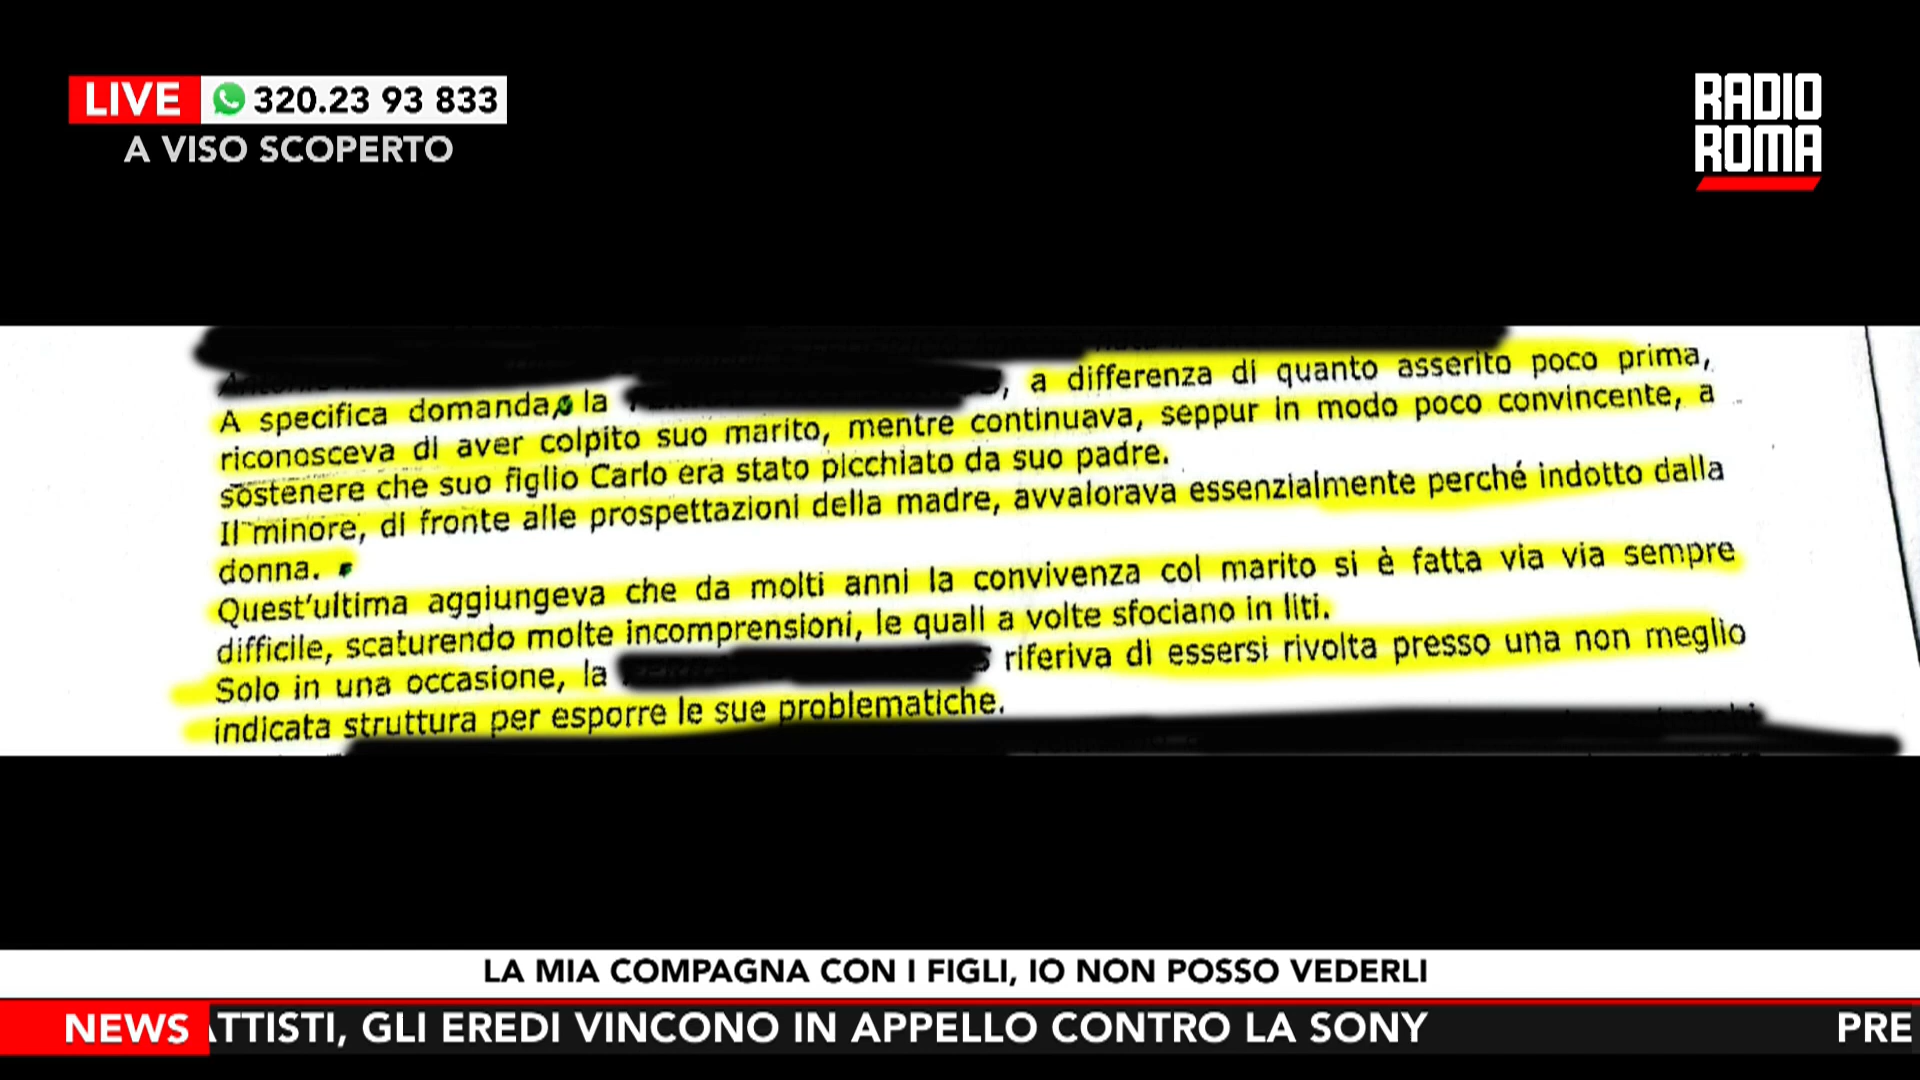 LIVE 320.23 93 833
A VISO SCOPERTO
RADIO
ROMA
A specifica domanda, la , a differenza di quanto asserito poco prima,
riconosceva di aver colpito suo marito, mentre continuava, seppur in modo poco convincente, a
sostenere che suo figlio Carlo era stato picchiato da suo padre.
Il minore, di fronte alle prospettazioni della madre, avvalorava essenzialmente perché indotto dalla
donna.
Quest'ultima aggiungeva che da molti anni la convivenza col marito si è fatta via via sempre
difficile, scaturendo molte incomprensioni, le quali a volte sfociano in liti.
Solo in una occasione, la riferiva di essersi rivolta presso una non meglio
indicata struttura per esporre le sue problematiche.
LA MIA COMPAGNA CON I FIGLI, IO NON POSSO VEDERLI
NEWS ATTISTI, GLI EREDI VINCONO IN APPELLO CONTRO LA SONY PRE